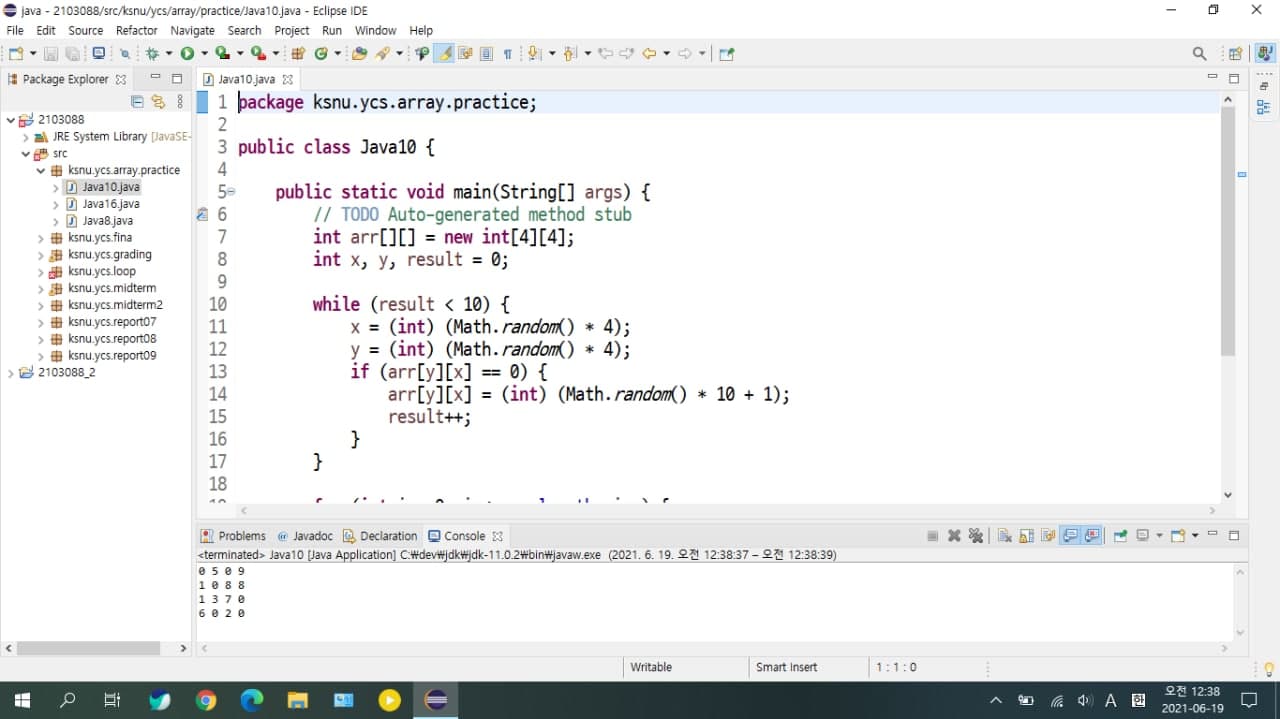 java - 2103088/src/ksnu/ycs/array/practice/Java10.java - Eclipse IDE
File Edit Source Refactor Navigate Search Project Run Window Help
Package Explorer
2103088
JRE System Library [JavaSE-
src
ksnu.ycs.array.practice
Java10.java
Java16.java
Java8.java
ksnu.ycs.fina
ksnu.ycs.grading
ksnu.ycs.loop
ksnu.ycs.midterm
ksnu.ycs.midterm2
ksnu.ycs.report07
ksnu.ycs.report08
ksnu.ycs.report09
2103088_2
Java10.java
1 package ksnu.ycs.array.practice;
2
3 public class Java10 {
4
5 public static void main(String[] args) {
6 // TODO Auto-generated method stub
7 int arr[][] = new int[4][4];
8 int x, y, result = 0;
9
10 while (result < 10) {
11 x = (int) (Math.random() * 4);
12 y = (int) (Math.random() * 4);
13 if (arr[y][x] == 0) {
14 arr[y][x] = (int) (Math.random() * 10 + 1);
15 result++;
16 }
17 }
18
Problems @ Javadoc Declaration Console
<terminated> Java10 [Java Application] C:₩dev₩jdk₩jdk-11.0.2₩bin₩javaw.exe (2021. 6. 19. 오전 12:38:37 – 오전 12:38:39)
0 5 0 9
1 0 8 8
1 3 7 0
6 0 2 0
Writable Smart Insert 1 : 1 : 0
A 한 오전 12:38
2021-06-19